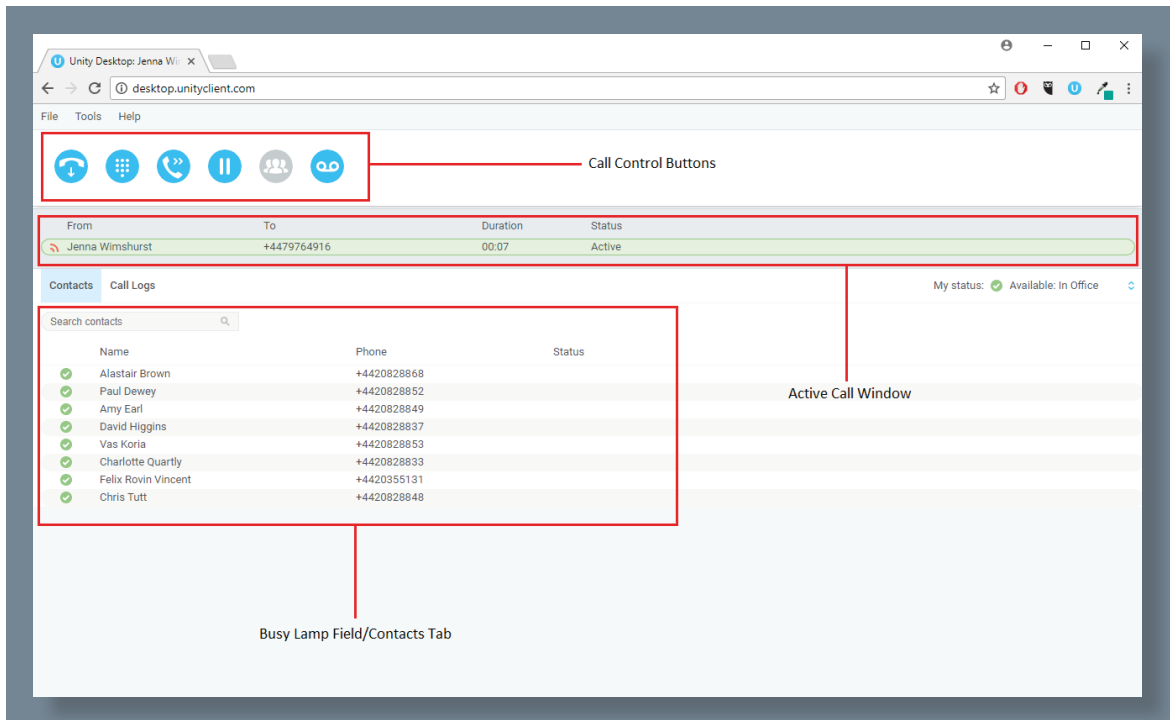 Unity Desktop: Jenna Wi
desktop.unityclient.com
File Tools Help
Call Control Buttons
From To Duration Status
Jenna Wimshurst +4479764916 00:07 Active
Contacts Call Logs My status: Available: In Office
Search contacts
Name Phone Status
Alastair Brown +4420828868
Paul Dewey +4420828852
Active Call Window
Amy Earl +4420828849
David Higgins +4420828837
Vas Koria +4420828853
Charlotte Quartly +4420828833
Felix Rovin Vincent +4420355131
Chris Tutt +4420828848
Busy Lamp Field/Contacts Tab